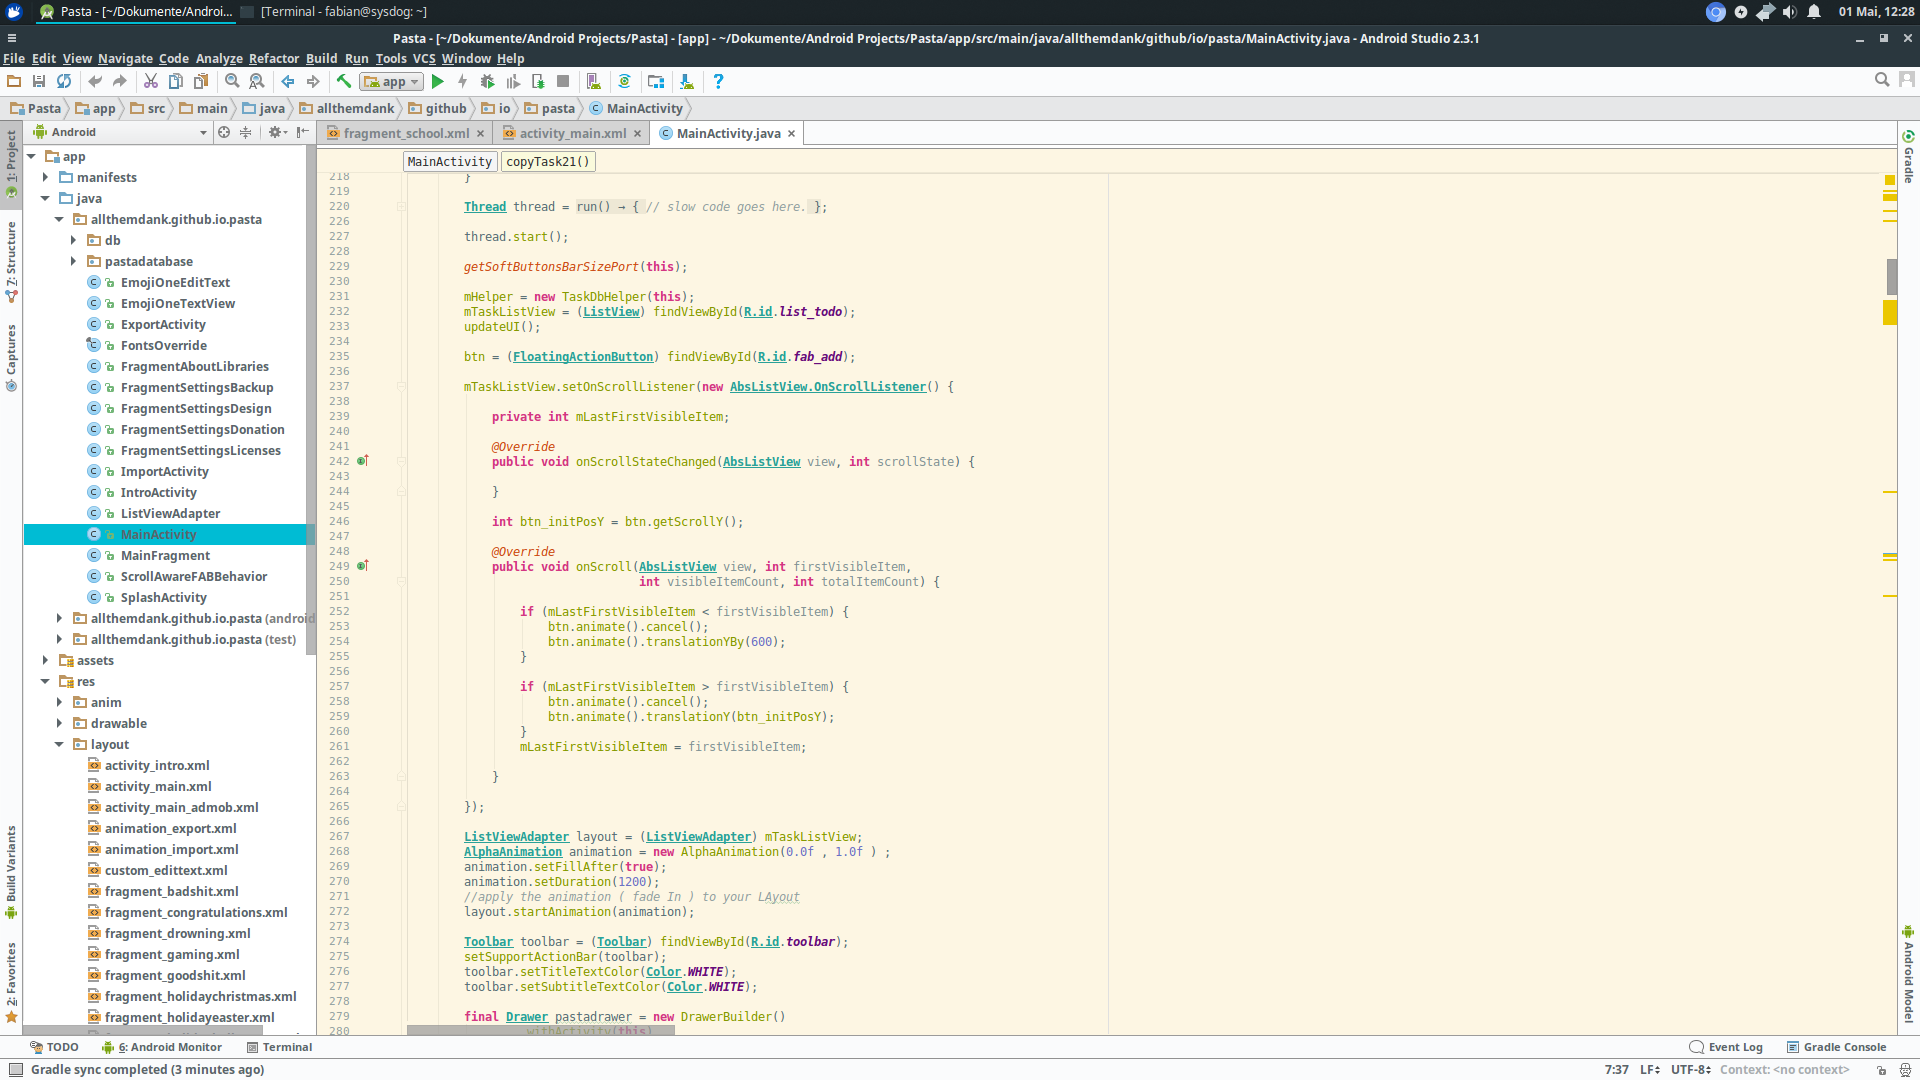 Pasta - [~/Dokumente/Androi...
[Terminal - fabian@sysdog: ~]
01 Mai, 12:28
Pasta - [~/Dokumente/Android Projects/Pasta] - [app] - ~/Dokumente/Android Projects/Pasta/app/src/main/java/allthemdank/github/io/pasta/MainActivity.java - Android Studio 2.3.1
File Edit View Navigate Code Analyze Refactor Build Run Tools VCS Window Help
app
Pasta app src main java allthemdank github io pasta MainActivity
Android
fragment_school.xml activity_main.xml MainActivity.java
MainActivity copyTask21()
1: Project
7: Structure
Captures
Build Variants
2: Favorites
app
manifests
java
allthemdank.github.io.pasta
db
pastadatabase
EmojiOneEditText
EmojiOneTextView
ExportActivity
FontsOverride
FragmentAboutLibraries
FragmentSettingsBackup
FragmentSettingsDesign
FragmentSettingsDonation
FragmentSettingsLicenses
ImportActivity
IntroActivity
ListViewAdapter
MainActivity
MainFragment
ScrollAwareFABBehavior
SplashActivity
allthemdank.github.io.pasta (android
allthemdank.github.io.pasta (test)
assets
res
anim
drawable
layout
activity_intro.xml
activity_main.xml
activity_main_admob.xml
animation_export.xml
animation_import.xml
custom_edittext.xml
fragment_badshit.xml
fragment_congratulations.xml
fragment_drowning.xml
fragment_gaming.xml
fragment_goodshit.xml
fragment_holidaychristmas.xml
fragment_holidayeaster.xml
218 }
219
220 Thread thread = run() → { // slow code goes here. };
226
227 thread.start();
228
229 getSoftButtonsBarSizePort(this);
230
231 mHelper = new TaskDbHelper(this);
232 mTaskListView = (ListView) findViewById(R.id.list_todo);
233 updateUI();
234
235 btn = (FloatingActionButton) findViewById(R.id.fab_add);
236
237 mTaskListView.setOnScrollListener(new AbsListView.OnScrollListener() {
238
239 private int mLastFirstVisibleItem;
240
241 @Override
242 public void onScrollStateChanged(AbsListView view, int scrollState) {
243
244 }
245
246 int btn_initPosY = btn.getScrollY();
247
248 @Override
249 public void onScroll(AbsListView view, int firstVisibleItem,
250 int visibleItemCount, int totalItemCount) {
251
252 if (mLastFirstVisibleItem < firstVisibleItem) {
253 btn.animate().cancel();
254 btn.animate().translationYBy(600);
255 }
256
257 if (mLastFirstVisibleItem > firstVisibleItem) {
258 btn.animate().cancel();
259 btn.animate().translationY(btn_initPosY);
260 }
261 mLastFirstVisibleItem = firstVisibleItem;
262
263 }
264
265 });
266
267 ListViewAdapter layout = (ListViewAdapter) mTaskListView;
268 AlphaAnimation animation = new AlphaAnimation(0.0f , 1.0f ) ;
269 animation.setFillAfter(true);
270 animation.setDuration(1200);
271 //apply the animation ( fade In ) to your LAyout
272 layout.startAnimation(animation);
273
274 Toolbar toolbar = (Toolbar) findViewById(R.id.toolbar);
275 setSupportActionBar(toolbar);
276 toolbar.setTitleTextColor(Color.WHITE);
277 toolbar.setSubtitleTextColor(Color.WHITE);
278
279 final Drawer pastadrawer = new DrawerBuilder()
280 .withActivity(this)
Gradle
Android Model
TODO 6: Android Monitor Terminal
Event Log Gradle Console
Gradle sync completed (3 minutes ago)
7:37 LF UTF-8 Context: <no context>